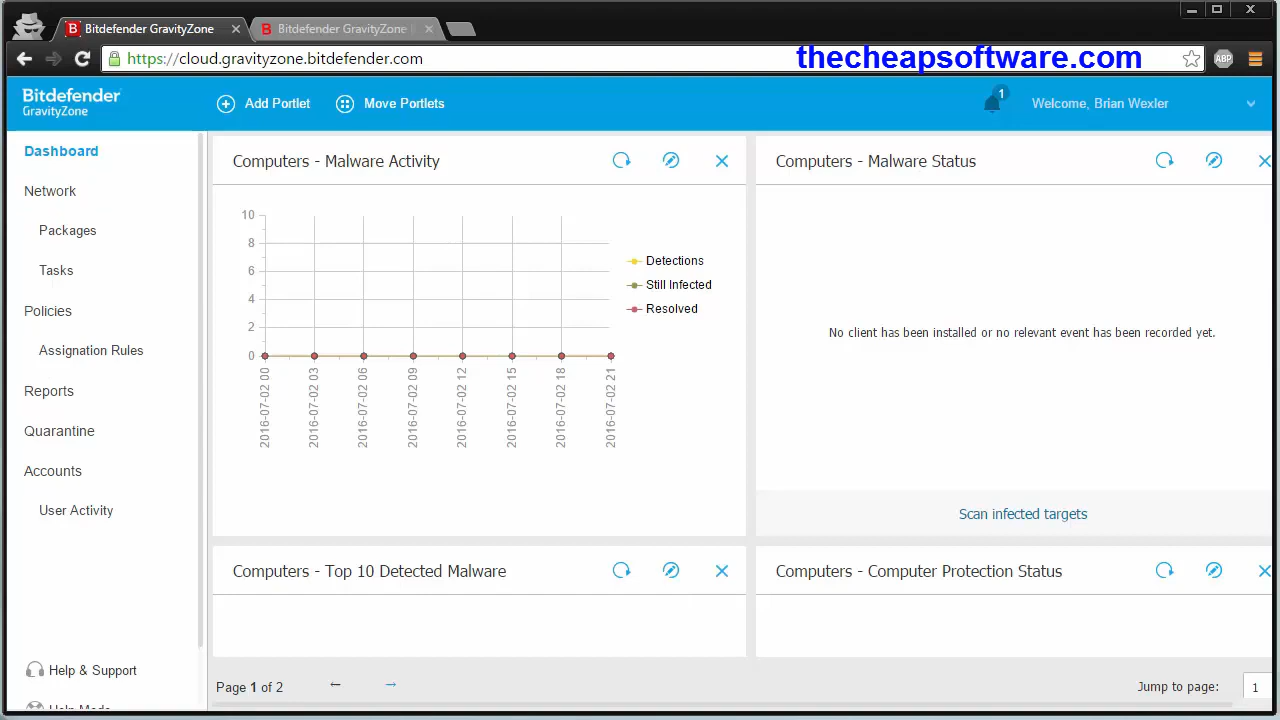 Bitdefender GravityZone
Bitdefender GravityZone
https://cloud.gravityzone.bitdefender.com
thecheapsoftware.com
ABP
Bitdefender
GravityZone
Add Portlet
Move Portlets
1
Welcome, Brian Wexler
Dashboard
Network
Packages
Tasks
Policies
Assignation Rules
Reports
Quarantine
Accounts
User Activity
Help & Support
Help Mode
Computers - Malware Activity
10
8
6
4
2
0
2016-07-02 00
2016-07-02 03
2016-07-02 06
2016-07-02 09
2016-07-02 12
2016-07-02 15
2016-07-02 18
2016-07-02 21
Detections
Still Infected
Resolved
Computers - Malware Status
No client has been installed or no relevant event has been recorded yet.
Scan infected targets
Computers - Top 10 Detected Malware
Computers - Computer Protection Status
Page 1 of 2
Jump to page:
1